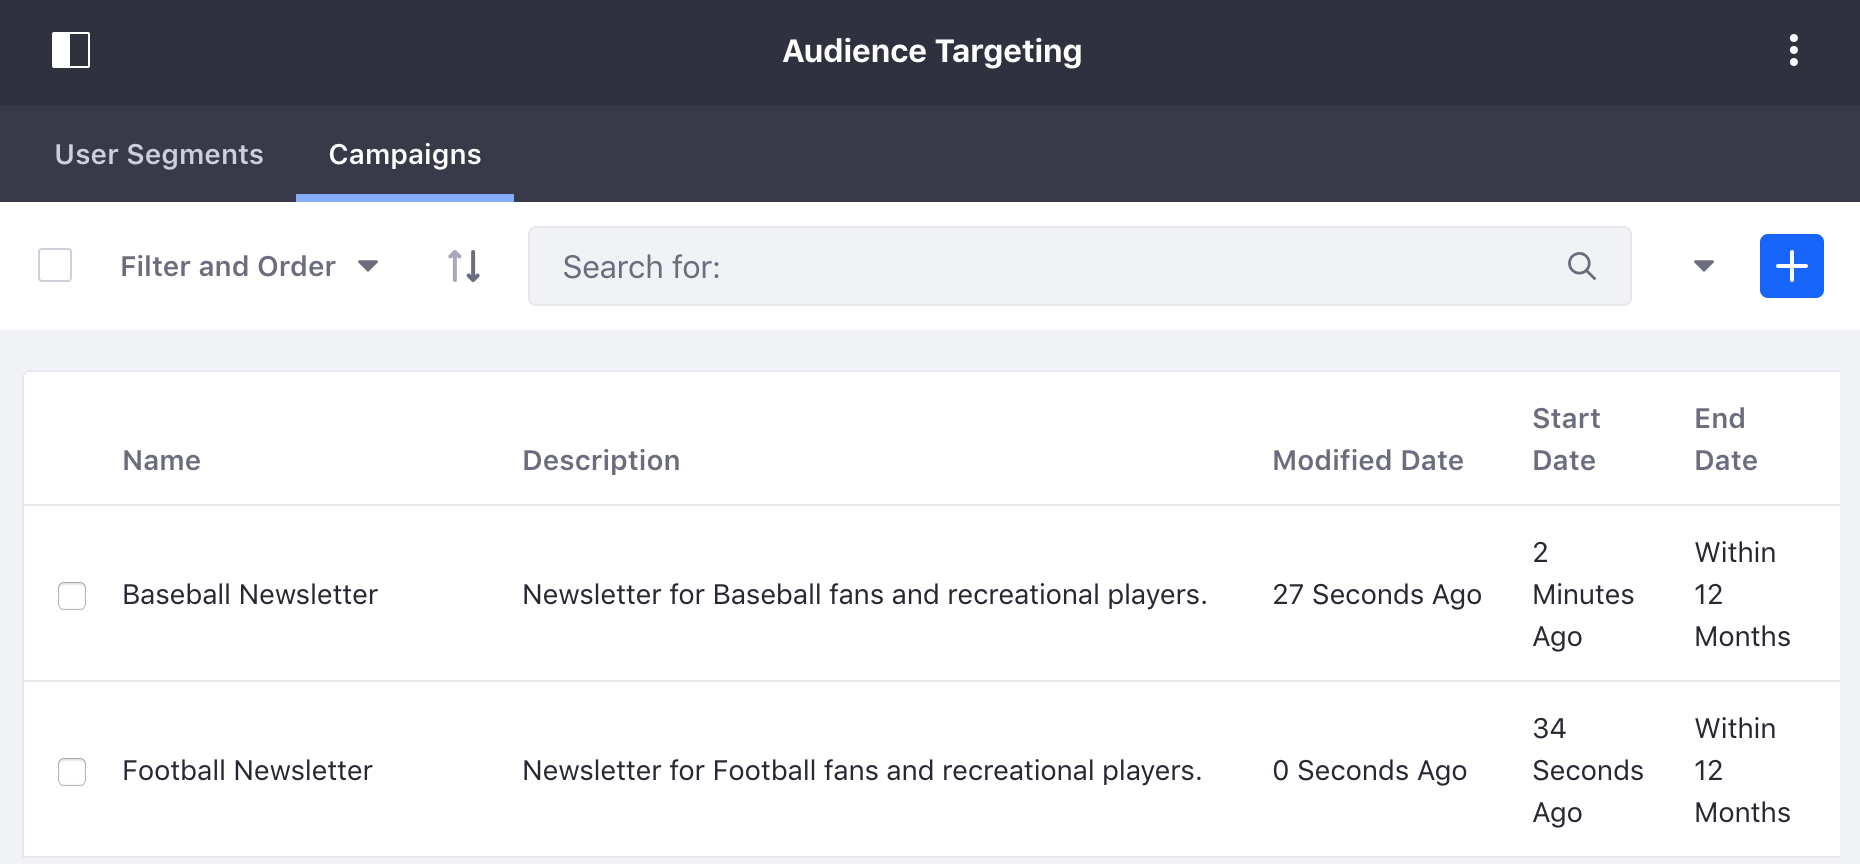 Audience Targeting
User Segments
Campaigns
Filter and Order
Search for:
Name
Description
Modified Date
Start
Date
End
Date
Baseball Newsletter
Newsletter for Baseball fans and recreational players.
27 Seconds Ago
2
Minutes
Ago
Within
12
Months
Football Newsletter
Newsletter for Football fans and recreational players.
0 Seconds Ago
34
Seconds
Ago
Within
12
Months